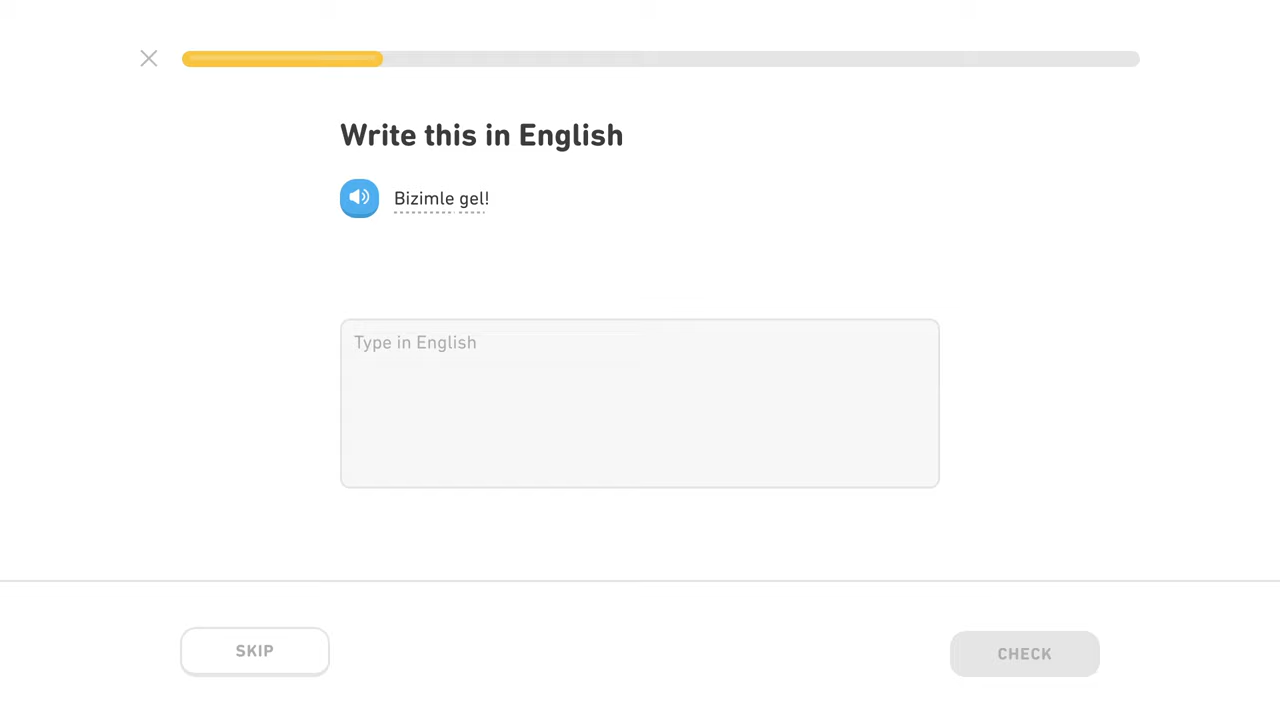 Write this in English
Bizimle gel!
Type in English
SKIP
CHECK